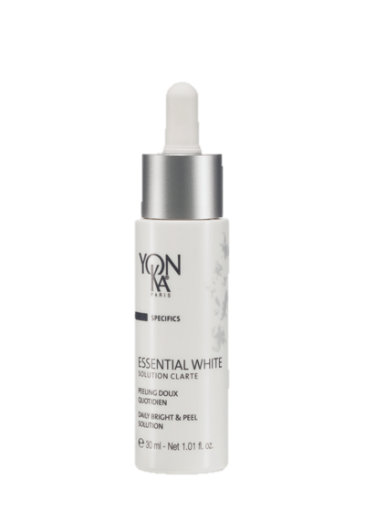 YON
KA
PARIS
SPECIFICS
ESSENTIAL WHITE
SOLUTION CLARTE
PEELING DOUX
QUOTIDIEN
DAILY BRIGHT & PEEL
SOLUTION
℮ 30 ml - Net 1.01 fl. oz.